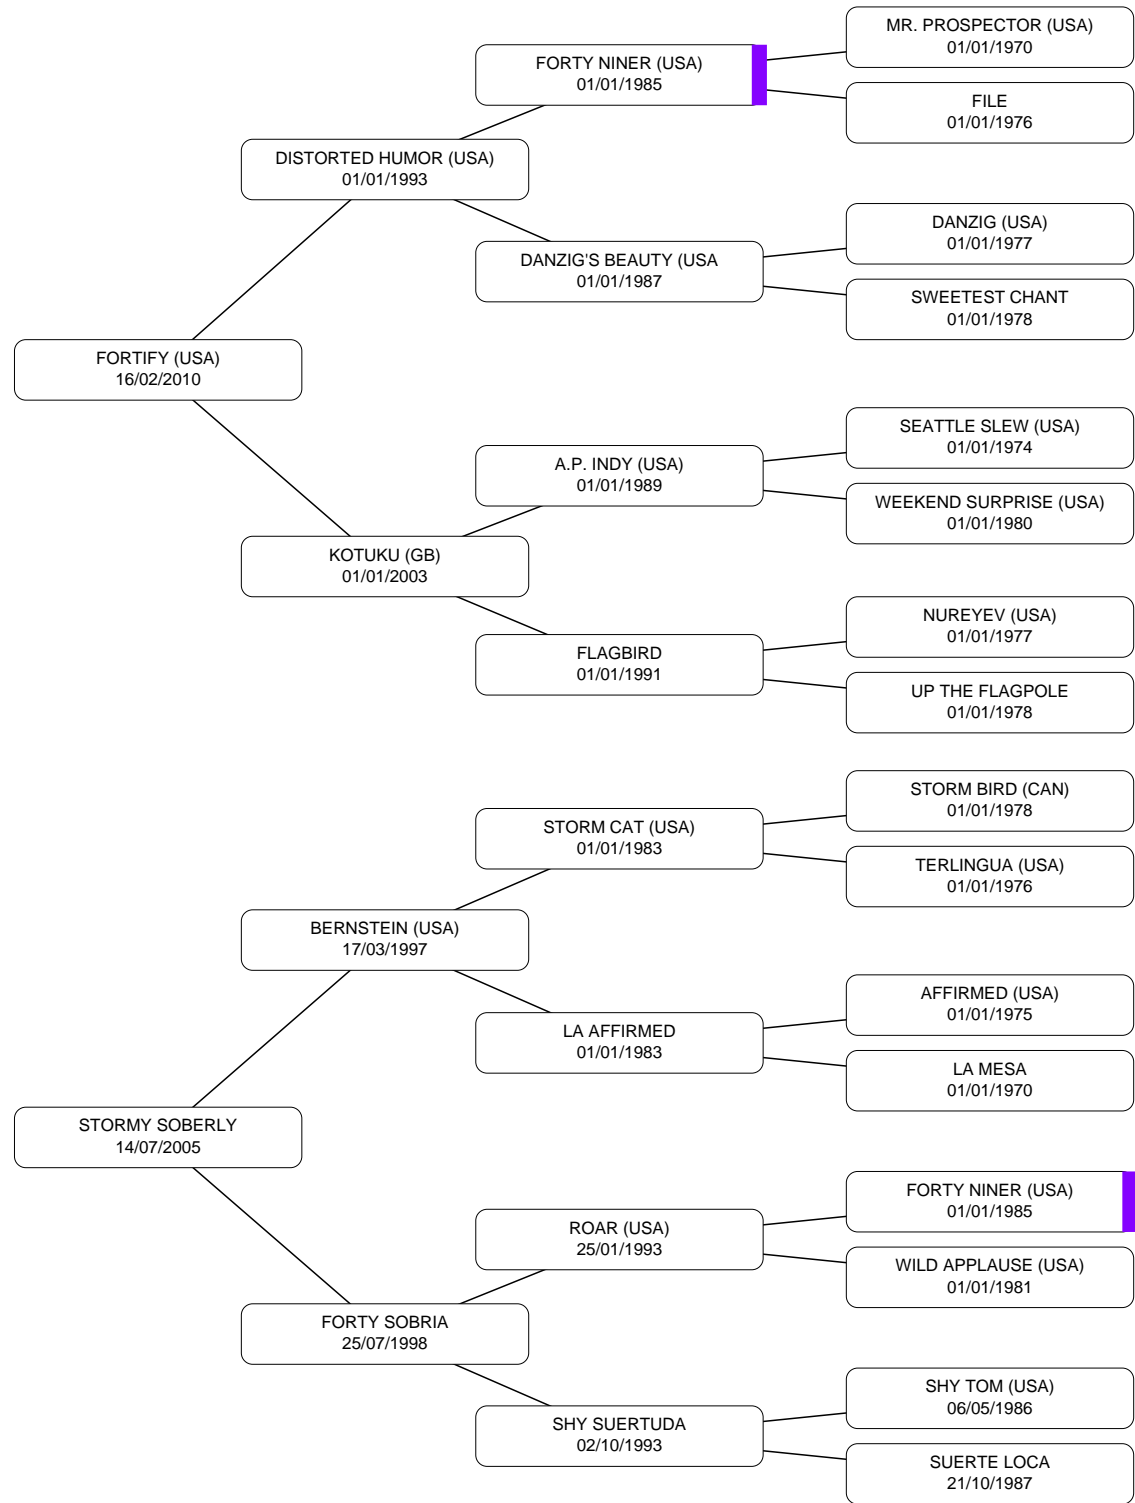 MR. PROSPECTOR (USA)
01/01/1970
FORTY NINER (USA)
01/01/1985
FILE
01/01/1976
DISTORTED HUMOR (USA)
01/01/1993
DANZIG (USA)
01/01/1977
DANZIG'S BEAUTY (USA
01/01/1987
SWEETEST CHANT
01/01/1978
FORTIFY (USA)
16/02/2010
SEATTLE SLEW (USA)
01/01/1974
A.P. INDY (USA)
01/01/1989
WEEKEND SURPRISE (USA)
01/01/1980
KOTUKU (GB)
01/01/2003
NUREYEV (USA)
01/01/1977
FLAGBIRD
01/01/1991
UP THE FLAGPOLE
01/01/1978
STORM BIRD (CAN)
01/01/1978
STORM CAT (USA)
01/01/1983
TERLINGUA (USA)
01/01/1976
BERNSTEIN (USA)
17/03/1997
AFFIRMED (USA)
01/01/1975
LA AFFIRMED
01/01/1983
LA MESA
01/01/1970
STORMY SOBERLY
14/07/2005
FORTY NINER (USA)
01/01/1985
ROAR (USA)
25/01/1993
WILD APPLAUSE (USA)
01/01/1981
FORTY SOBRIA
25/07/1998
SHY TOM (USA)
06/05/1986
SHY SUERTUDA
02/10/1993
SUERTE LOCA
21/10/1987